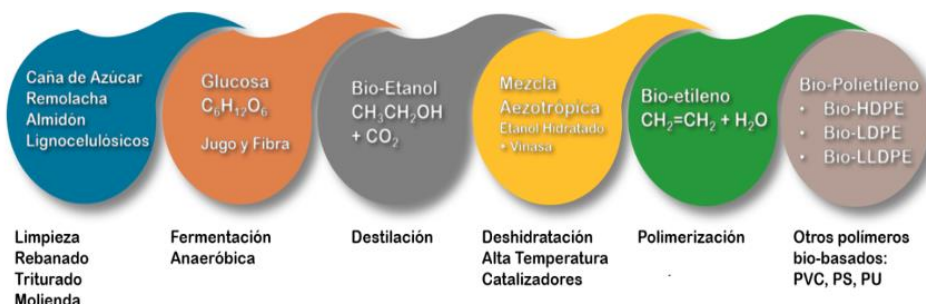 Caña de Azúcar
Remolacha
Almidón
Lignocelulósicos
Glucosa
C₆H₁₂O₆
Jugo y Fibra
Bio-Etanol
CH₃CH₂OH
+ CO₂
Mezcla
Aezotrópica
Etanol Hidratado
+ Vinasa
Bio-etileno
CH₂=CH₂ + H₂O
Bio-Polietileno
• Bio-HDPE
• Bio-LDPE
• Bio-LLDPE
Limpieza
Rebanado
Triturado
Molienda
Fermentación
Anaeróbica
Destilación
Deshidratación
Alta Temperatura
Catalizadores
Polimerización
Otros polímeros
bio-basados:
PVC, PS, PU